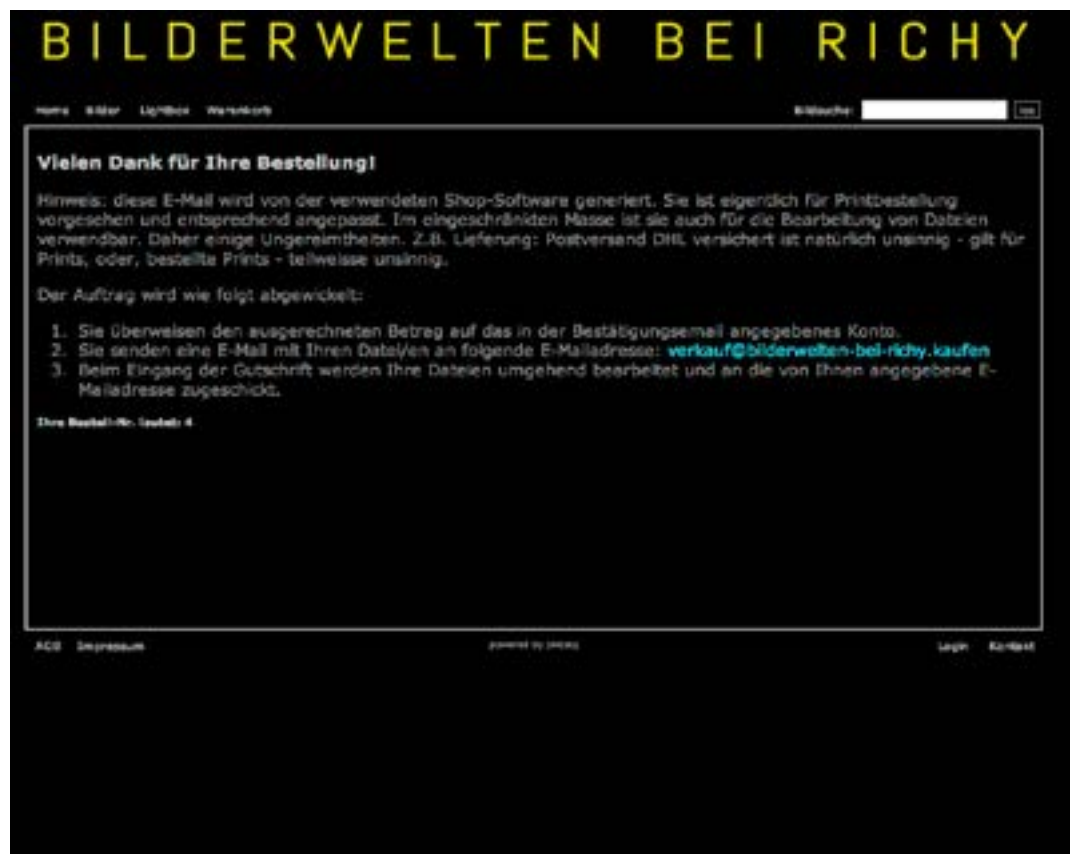 BILDERWELTEN BEI RICHY
Home Bilder Lightbox Warenkorb Bildsuche:
Vielen Dank für Ihre Bestellung!
Hinweis: diese E-Mail wird von der verwendeten Shop-Software generiert. Sie ist eigentlich für Printbestellung
vorgesehen und entsprechend angepasst. Im eingeschränkten Masse ist sie auch für die Bearbeitung von Dateien
verwendbar. Daher einige Ungereimtheiten. Z.B. Lieferung: Postversand DHL versichert ist natürlich unsinnig - gilt für
Prints, oder, bestellte Prints - teilweisse unsinnig.
Der Auftrag wird wie folgt abgewickelt:
1. Sie überweisen den ausgerechneten Betrag auf das in der Bestätigungsemail angegebenes Konto.
2. Sie senden eine E-Mail mit Ihren Datei/en an folgende E-Mailadresse: verkauf@bilderwelten-bei-richy.kaufen
3. Beim Eingang der Gutschrift werden Ihre Dateien umgehend bearbeitet und an die von Ihnen angegebene E-
Mailadresse zugeschickt.
Ihre Bestell-Nr. lautet: 4
AGB Impressum powered by Login Kontakt